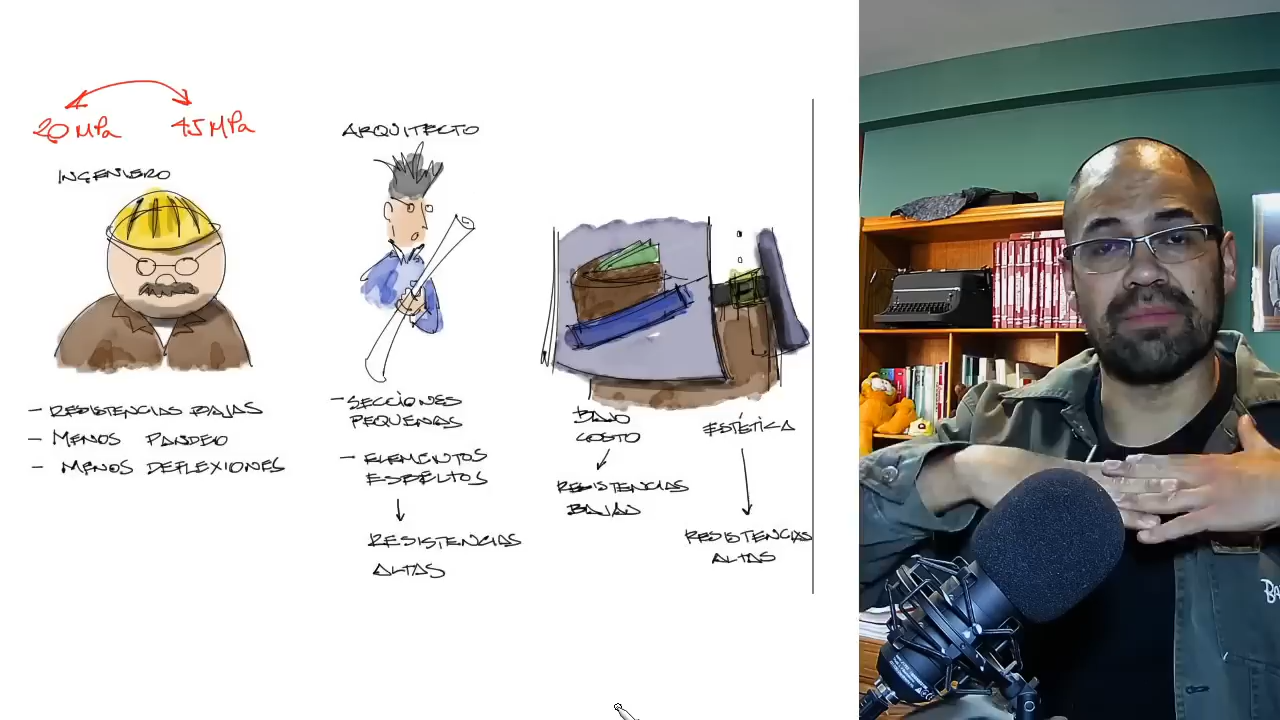 20 MPa
45 MPa
INGENIERO
- RESISTENCIAS BAJAS
- MENOS PANDEO
- MENOS DEFLEXIONES
ARQUITECTO
- SECCIONES
PEQUEÑAS
- ELEMENTOS
ESBELTOS
RESISTENCIAS
ALTAS
BAJO
COSTO
RESISTENCIAS
BAJAS
ESTÉTICA
RESISTENCIAS
ALTAS